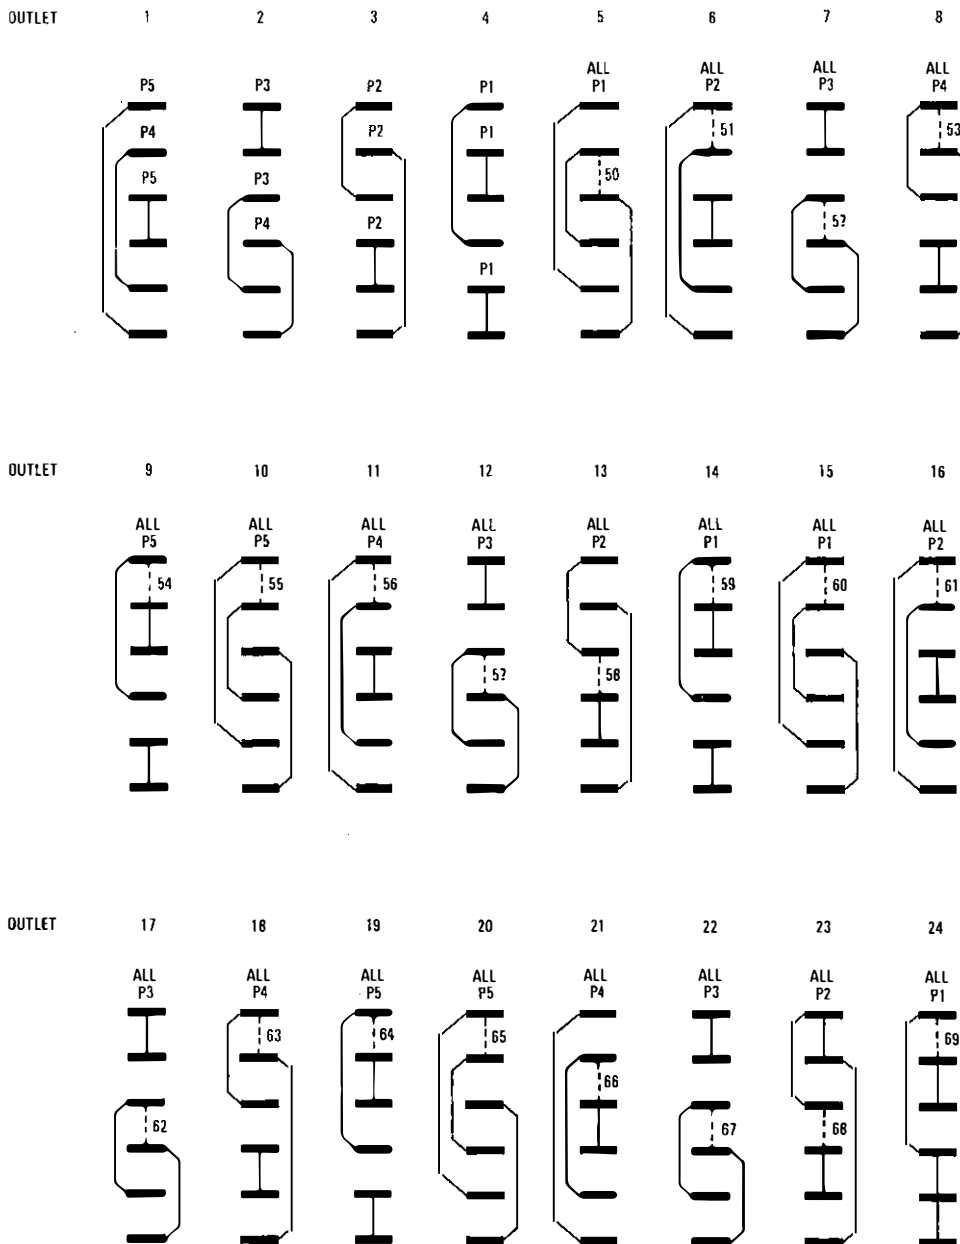 OUTLET 1 2 3 4 5 6 7 8
ALL ALL ALL ALL
P5 P3 P2 P1 P1 P2 P3 P4
P4 P2 P1 51 53
P5 P3 50
P4 P2 52
P1
OUTLET 9 10 11 12 13 14 15 16
ALL ALL ALL ALL ALL ALL ALL ALL
P5 P5 P4 P3 P2 P1 P1 P2
54 55 56 59 60 61
57 58
OUTLET 17 18 19 20 21 22 23 24
ALL ALL ALL ALL ALL ALL ALL ALL
P3 P4 P5 P5 P4 P3 P2 P1
63 64 65 69
66
62 67 68